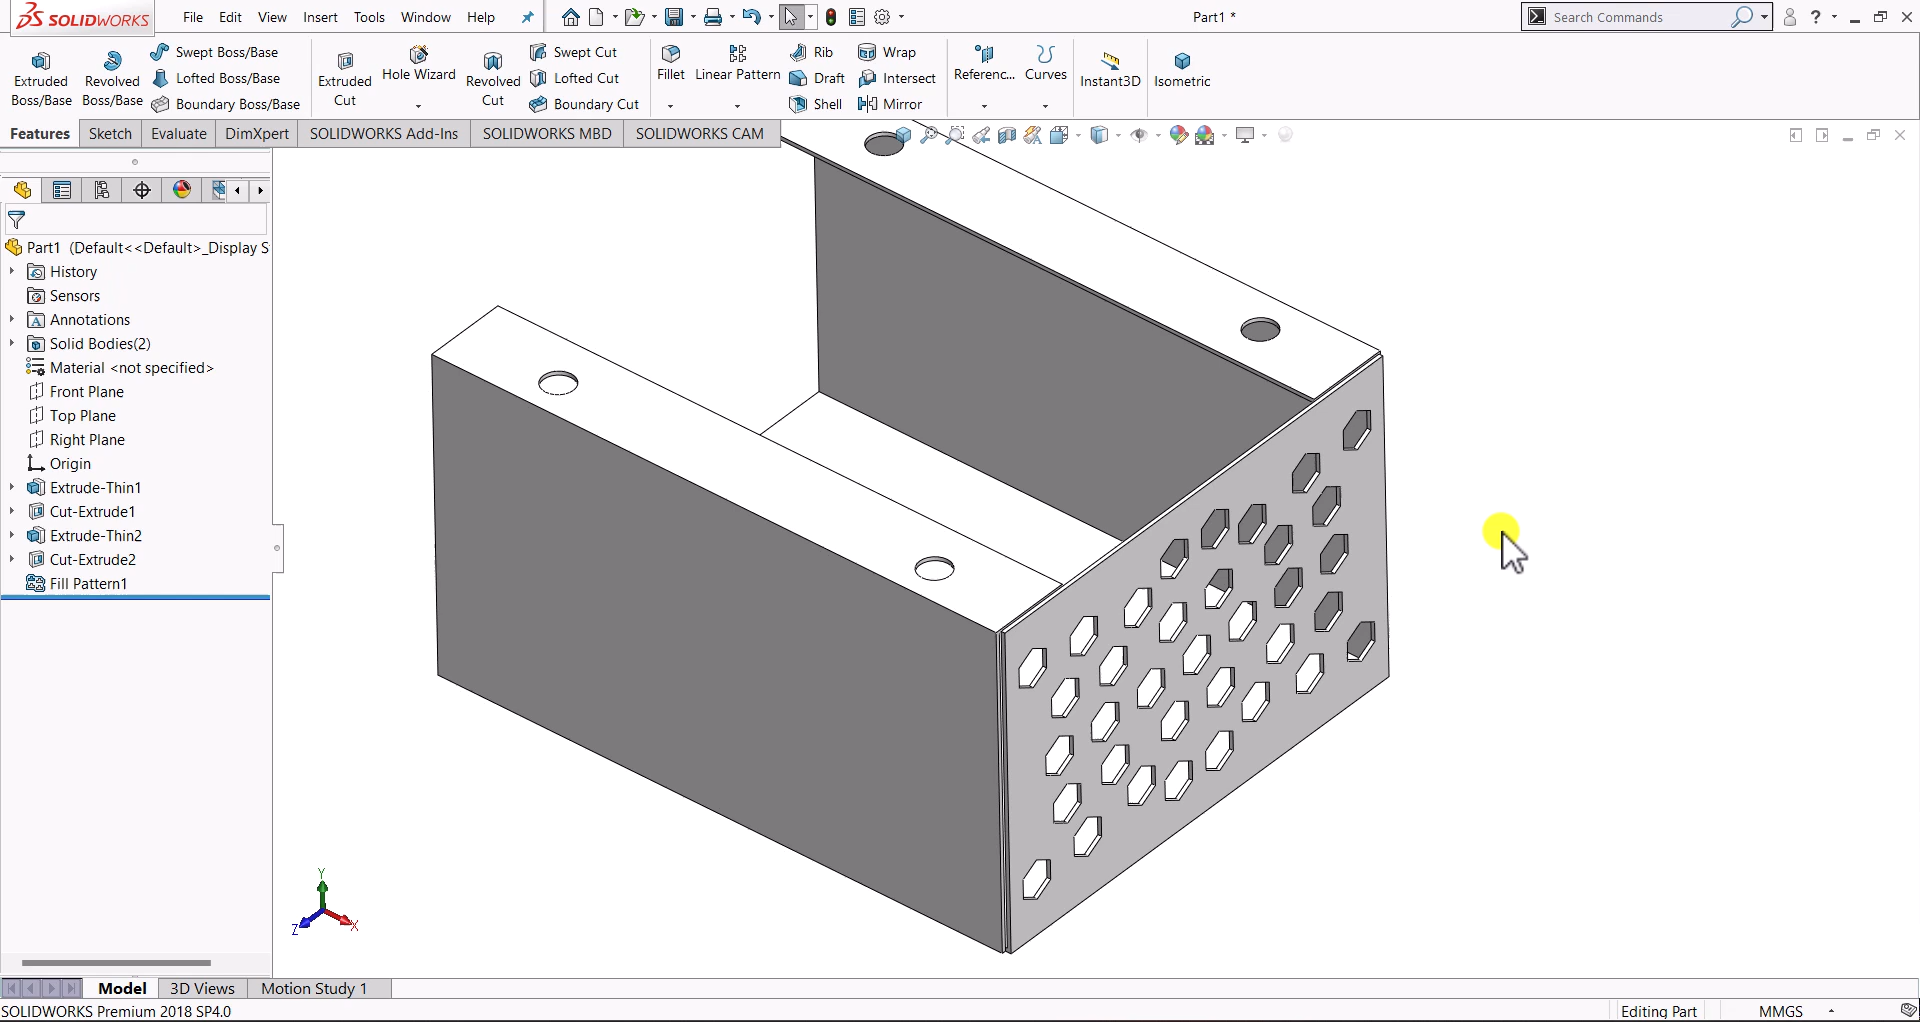 SOLIDWORKS File Edit View Insert Tools Window Help Part1 * Search Commands ?
Extruded Boss/Base
Revolved Boss/Base
Swept Boss/Base
Lofted Boss/Base
Boundary Boss/Base
Extruded Cut
Hole Wizard
Revolved Cut
Swept Cut
Lofted Cut
Boundary Cut
Fillet
Linear Pattern
Rib
Draft
Shell
Wrap
Intersect
Mirror
Referenc...
Curves
Instant3D
Isometric
Features Sketch Evaluate DimXpert SOLIDWORKS Add-Ins SOLIDWORKS MBD SOLIDWORKS CAM
Part1 (Default<<Default>_Display S
History
Sensors
Annotations
Solid Bodies(2)
Material <not specified>
Front Plane
Top Plane
Right Plane
Origin
Extrude-Thin1
Cut-Extrude1
Extrude-Thin2
Cut-Extrude2
Fill Pattern1
Y
Z
X
Model 3D Views Motion Study 1
SOLIDWORKS Premium 2018 SP4.0 Editing Part MMGS